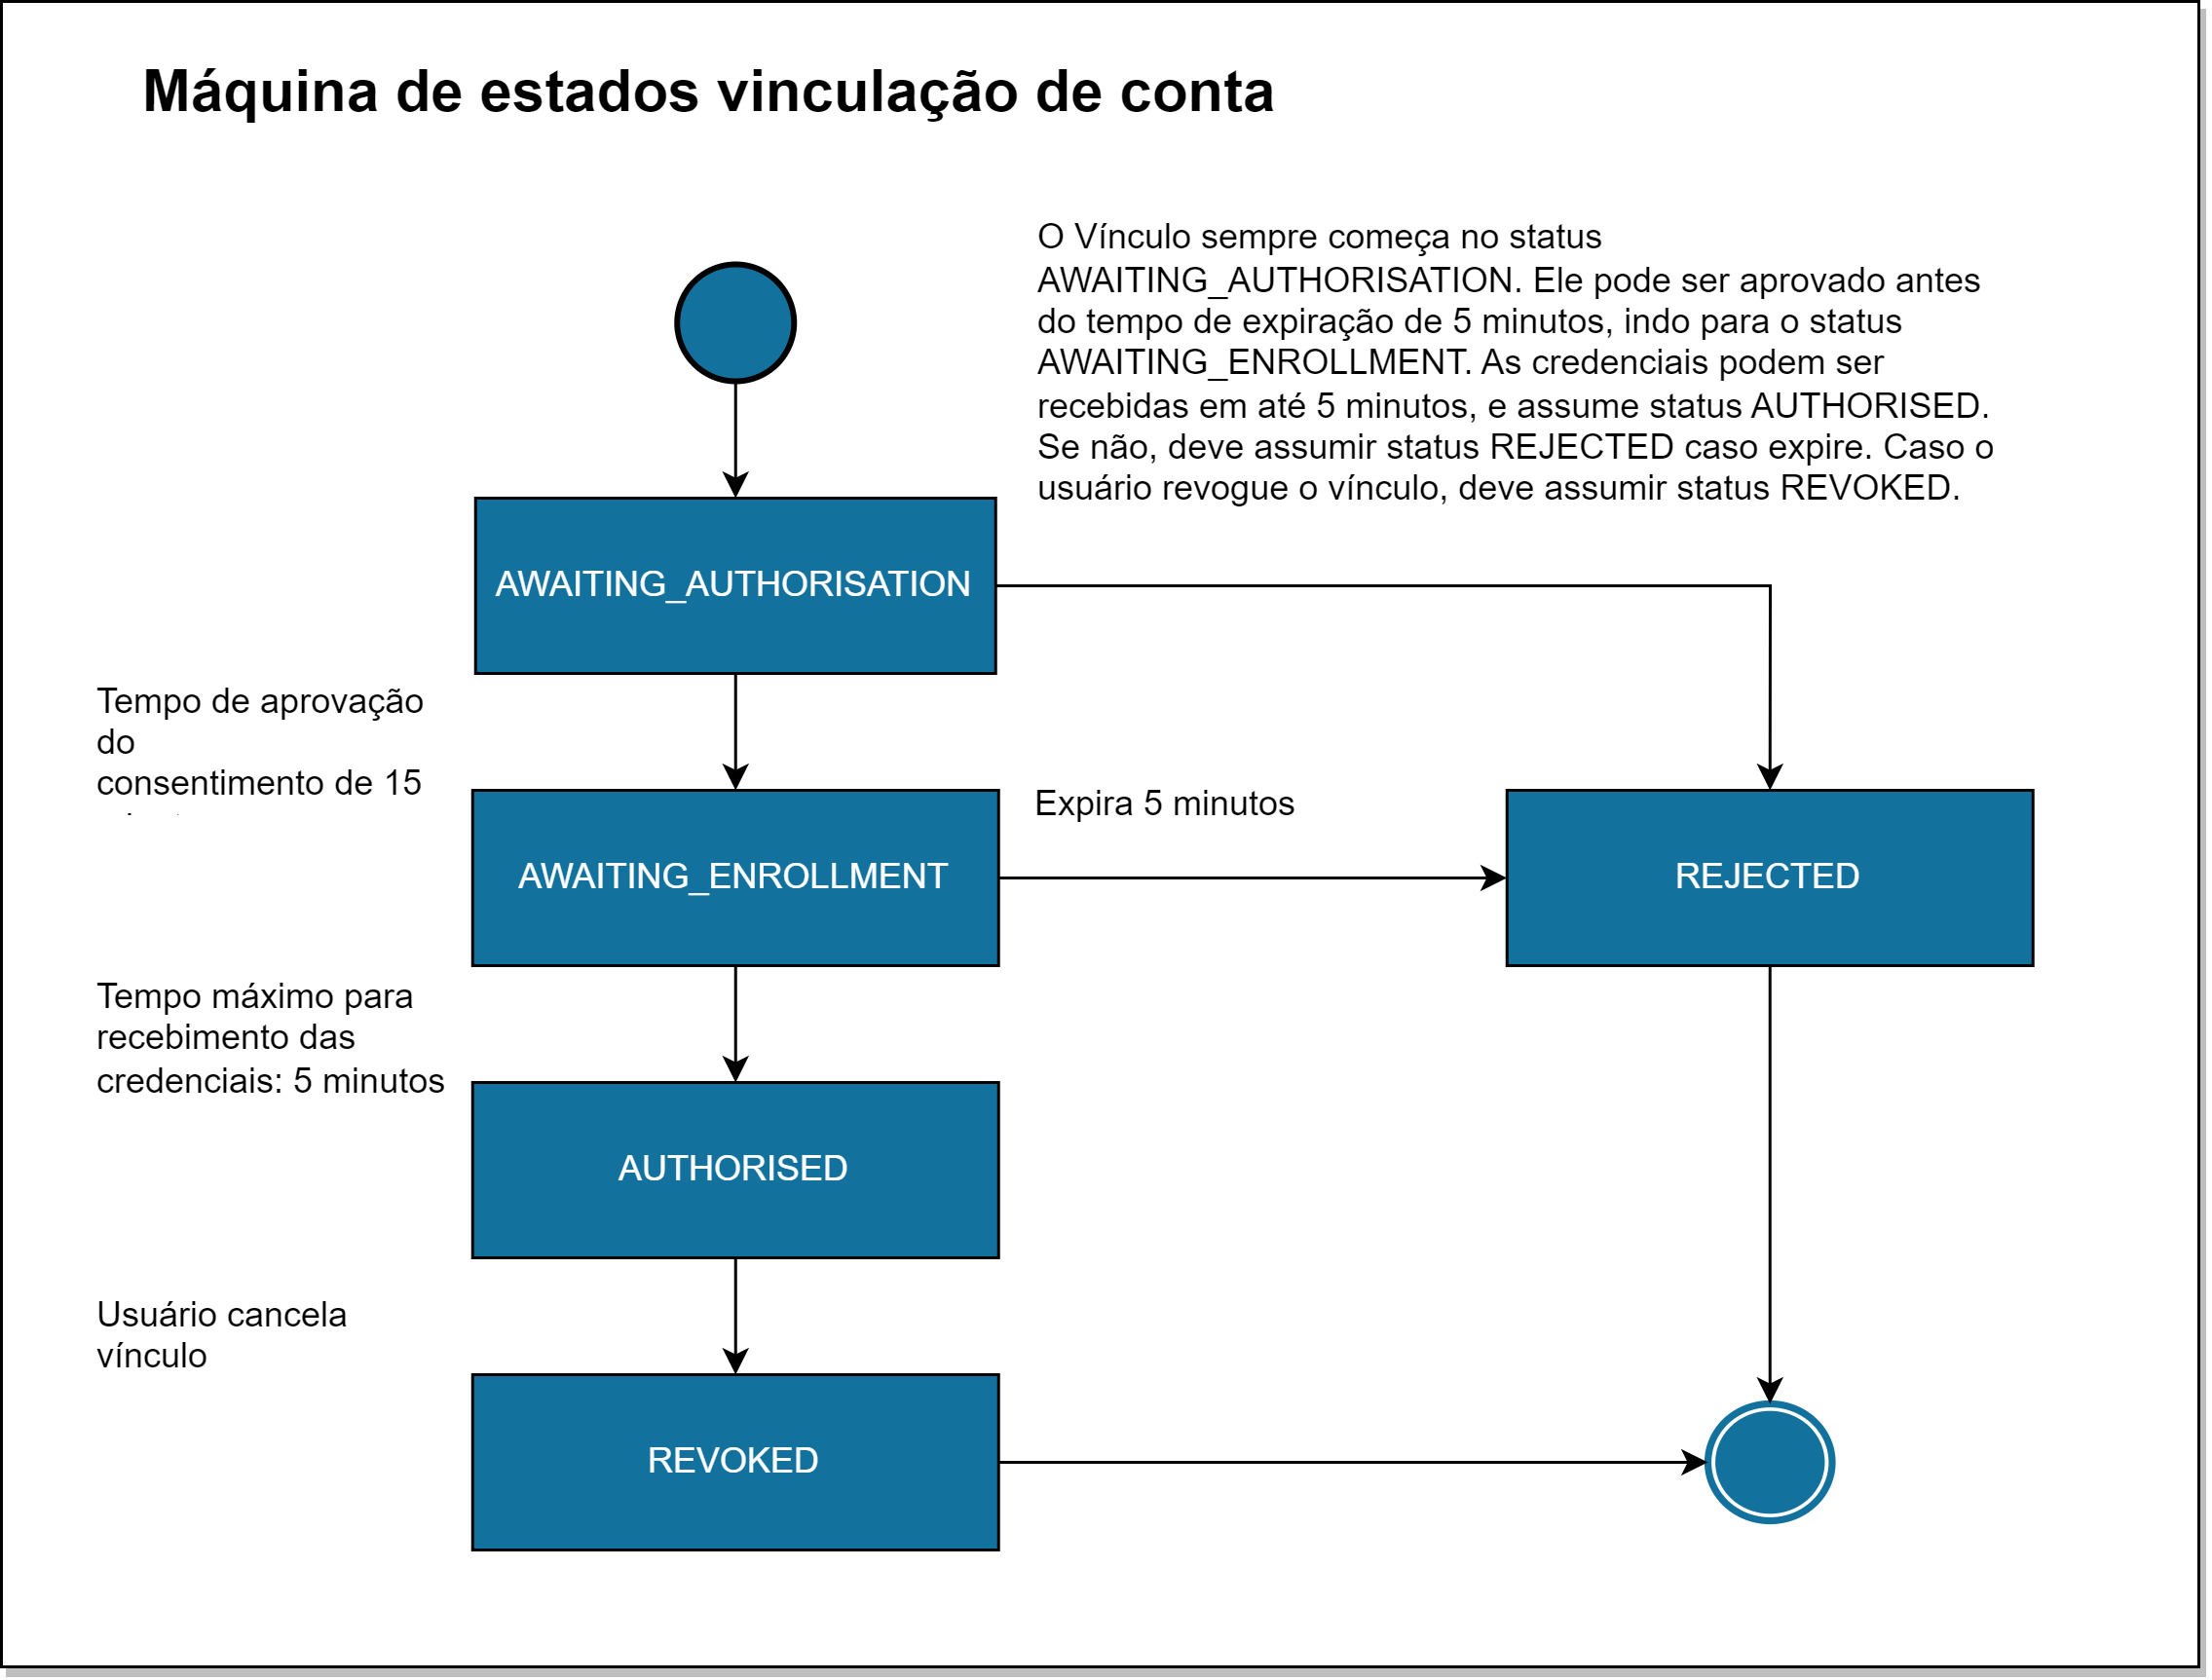 Máquina de estados vinculação de conta
O Vínculo sempre começa no status
AWAITING_AUTHORISATION. Ele pode ser aprovado antes
do tempo de expiração de 5 minutos, indo para o status
AWAITING_ENROLLMENT. As credenciais podem ser
recebidas em até 5 minutos, e assume status AUTHORISED.
Se não, deve assumir status REJECTED caso expire. Caso o
usuário revogue o vínculo, deve assumir status REVOKED.
AWAITING_AUTHORISATION
Tempo de aprovação
do
consentimento de 15
Expira 5 minutos
AWAITING_ENROLLMENT
REJECTED
Tempo máximo para
recebimento das
credenciais: 5 minutos
AUTHORISED
Usuário cancela
vínculo
REVOKED